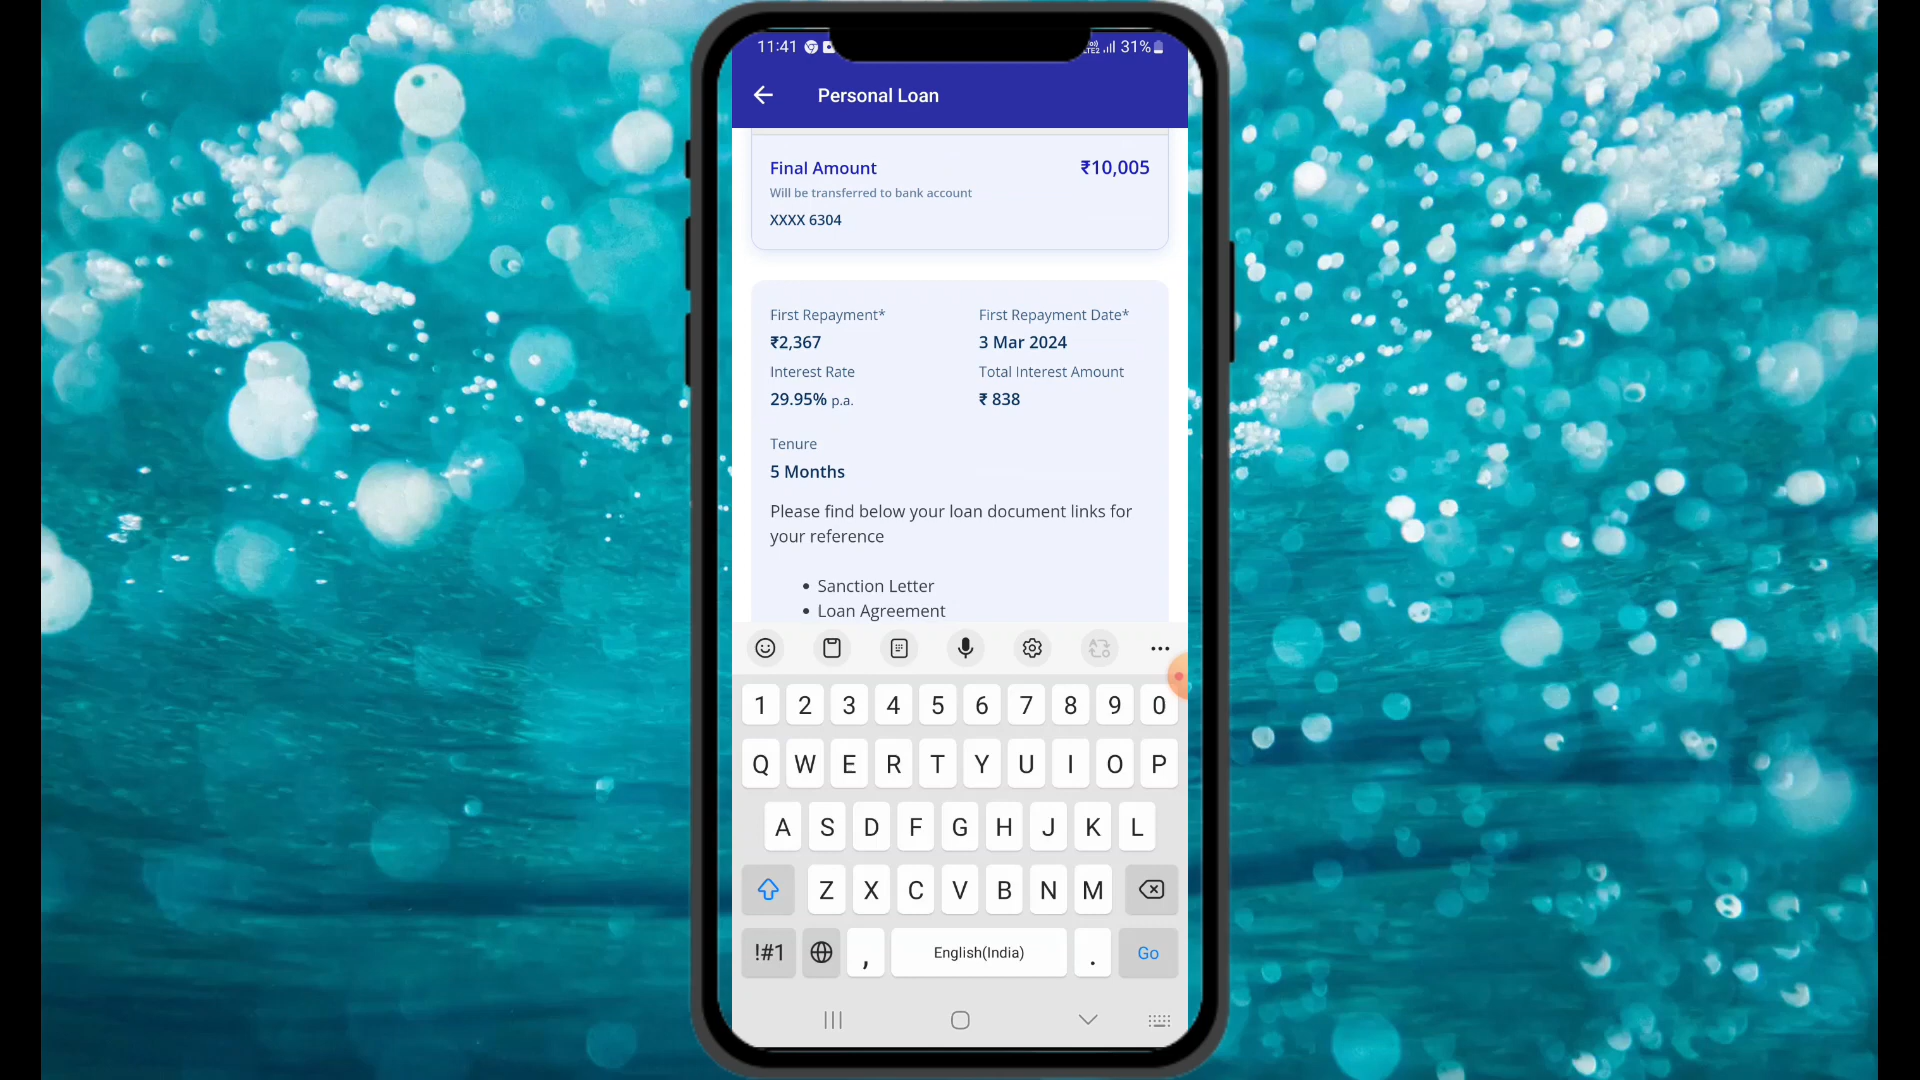 11:41 31%
Personal Loan
Final Amount ₹10,005
Will be transferred to bank account
XXXX 6304
First Repayment* First Repayment Date*
₹2,367 3 Mar 2024
Interest Rate Total Interest Amount
29.95% p.a. ₹ 838
Tenure
5 Months
Please find below your loan document links for
your reference
• Sanction Letter
• Loan Agreement
1 2 3 4 5 6 7 8 9 0
Q W E R T Y U I O P
A S D F G H J K L
Z X C V B N M
!#1 , English(India) . Go